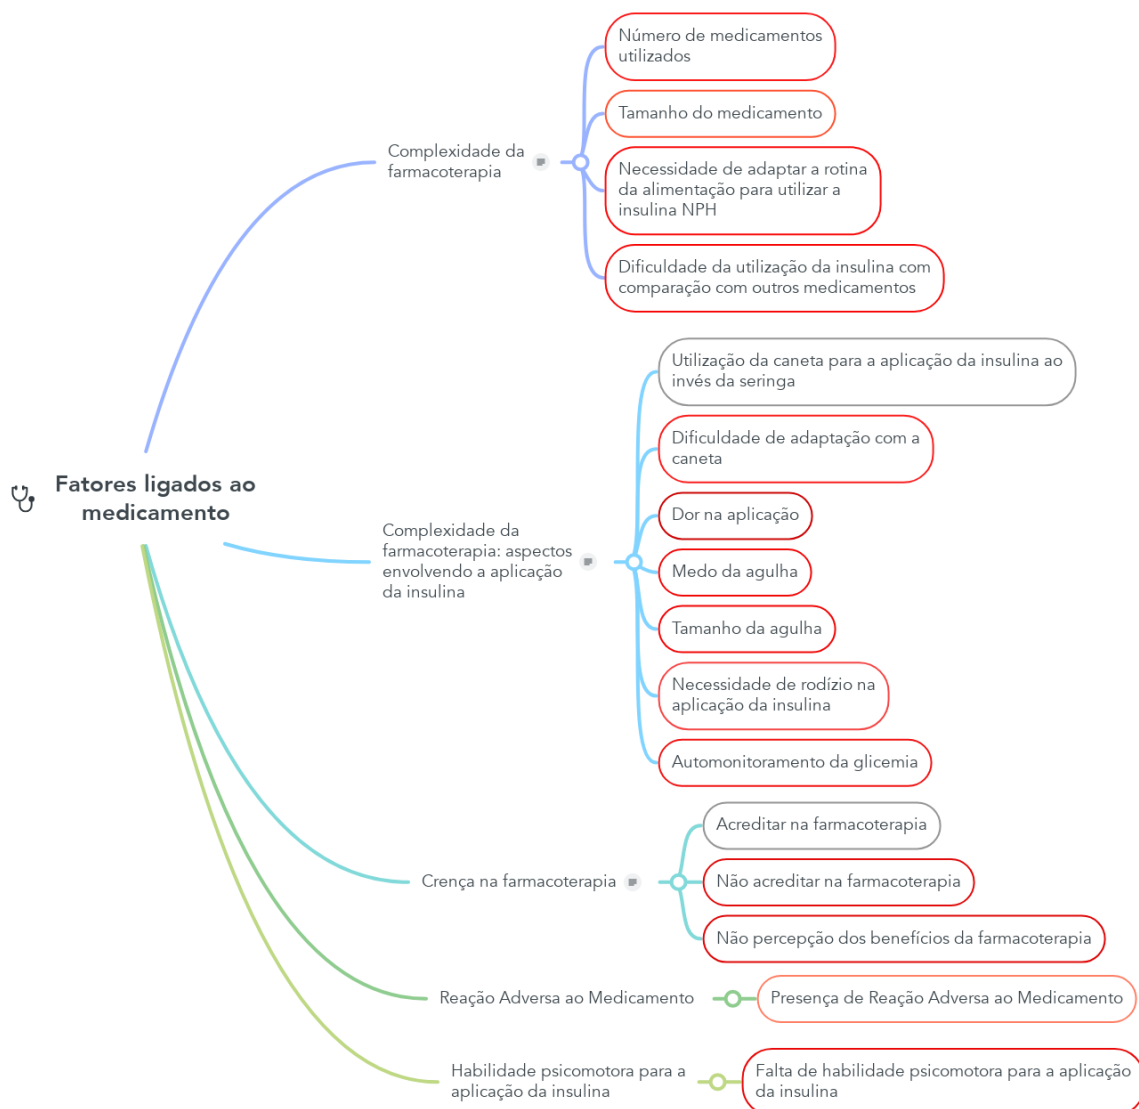 Fatores ligados ao
medicamento
Complexidade da
farmacoterapia
Número de medicamentos
utilizados
Tamanho do medicamento
Necessidade de adaptar a rotina
da alimentação para utilizar a
insulina NPH
Dificuldade da utilização da insulina com
comparação com outros medicamentos
Complexidade da
farmacoterapia: aspectos
envolvendo a aplicação
da insulina
Utilização da caneta para a aplicação da insulina ao
invés da seringa
Dificuldade de adaptação com a
caneta
Dor na aplicação
Medo da agulha
Tamanho da agulha
Necessidade de rodízio na
aplicação da insulina
Automonitoramento da glicemia
Crença na farmacoterapia
Acreditar na farmacoterapia
Não acreditar na farmacoterapia
Não percepção dos benefícios da farmacoterapia
Reação Adversa ao Medicamento
Presença de Reação Adversa ao Medicamento
Habilidade psicomotora para a
aplicação da insulina
Falta de habilidade psicomotora para a aplicação
da insulina